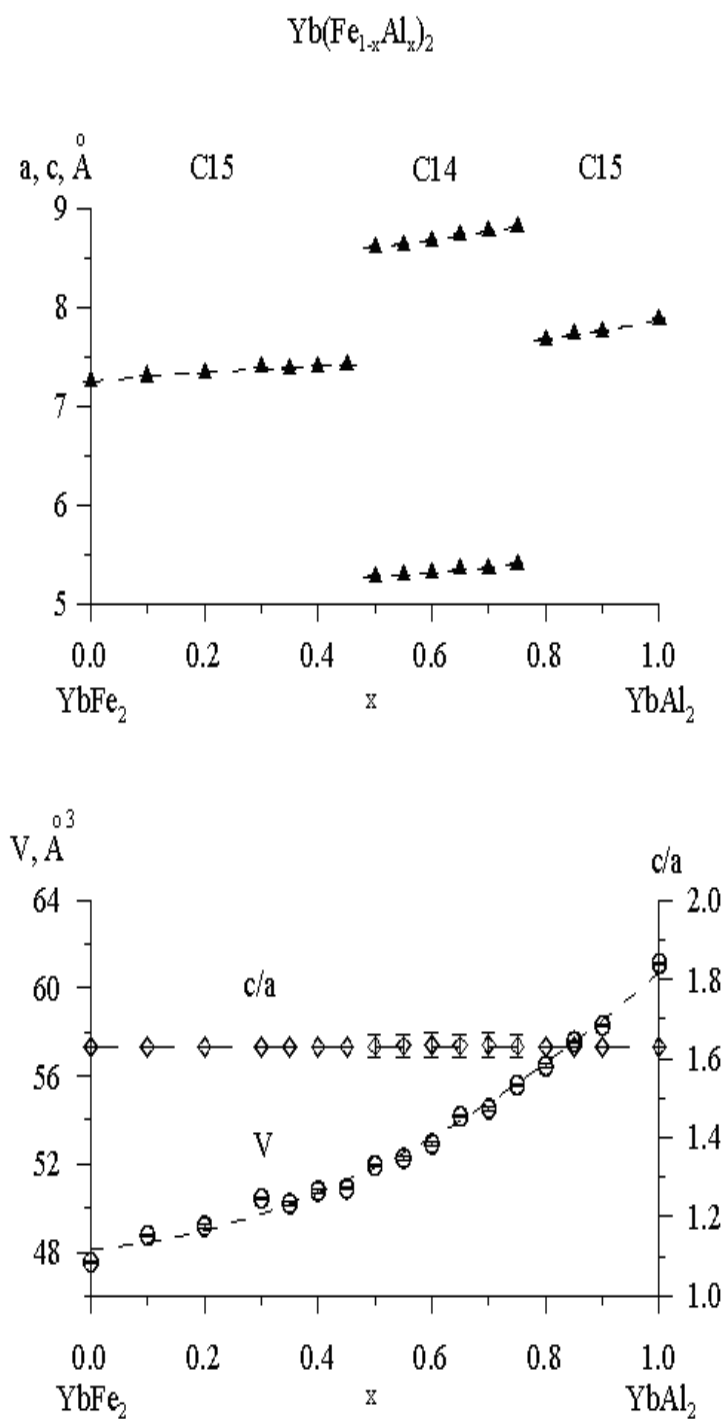 Yb(Fe₁₋ₓAlₓ)₂
a, c, Å C15 C14 C15
9
8
7
6
5
0.0 0.2 0.4 0.6 0.8 1.0
YbFe₂ x YbAl₂
V, Å³ c/a
64 2.0
60 c/a 1.8
56 1.6
52 V 1.4
48 1.2
1.0
0.0 0.2 0.4 0.6 0.8 1.0
YbFe₂ x YbAl₂